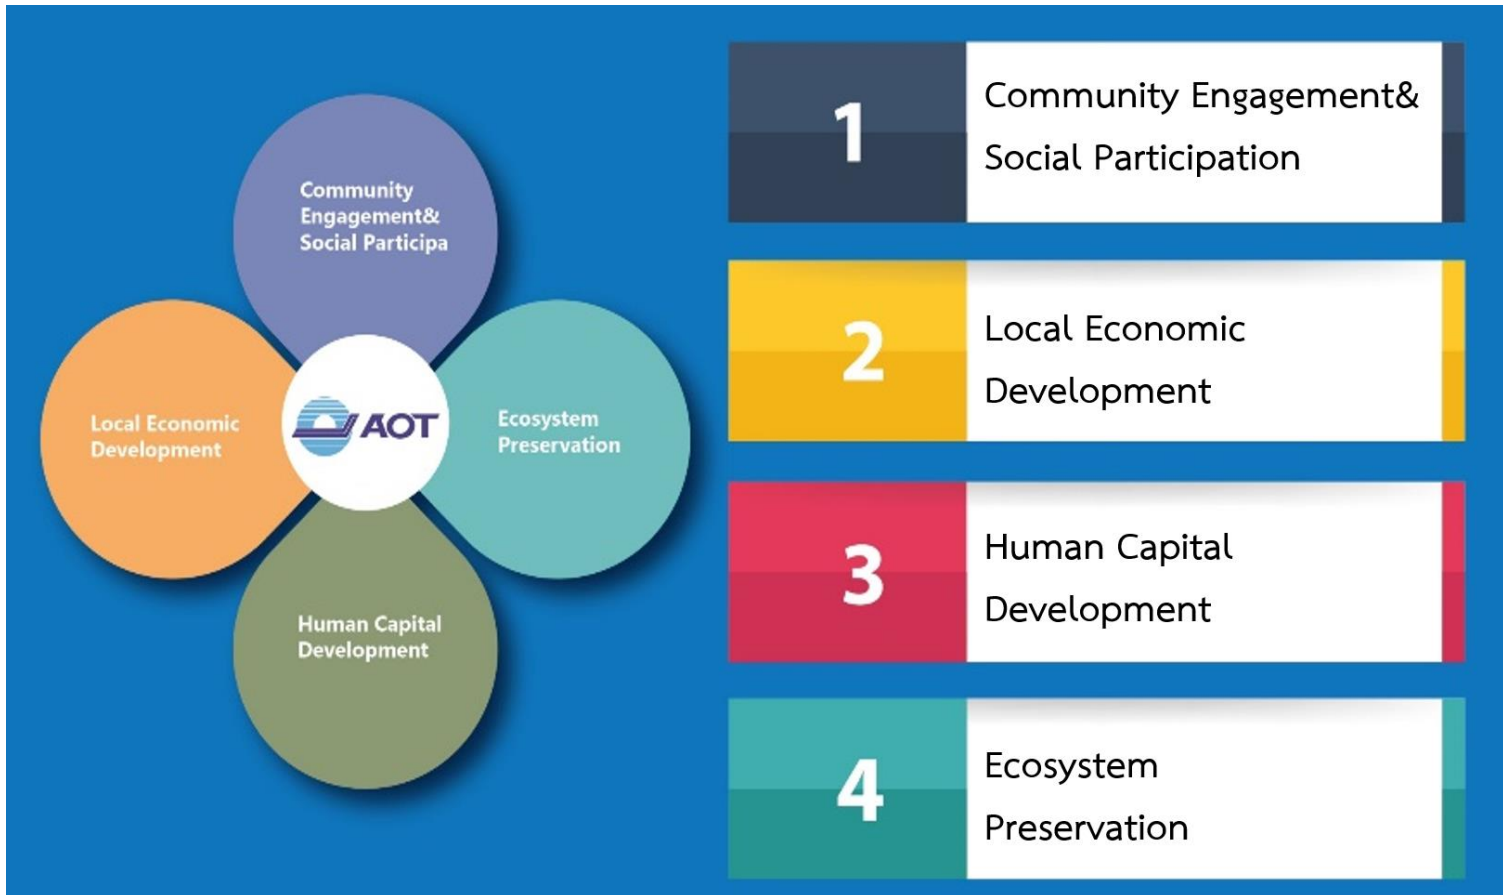 Community
Engagement&
Social Participa
Local Economic
Development
AOT
Ecosystem
Preservation
Human Capital
Development
1
Community Engagement&
Social Participation
2
Local Economic
Development
3
Human Capital
Development
4
Ecosystem
Preservation